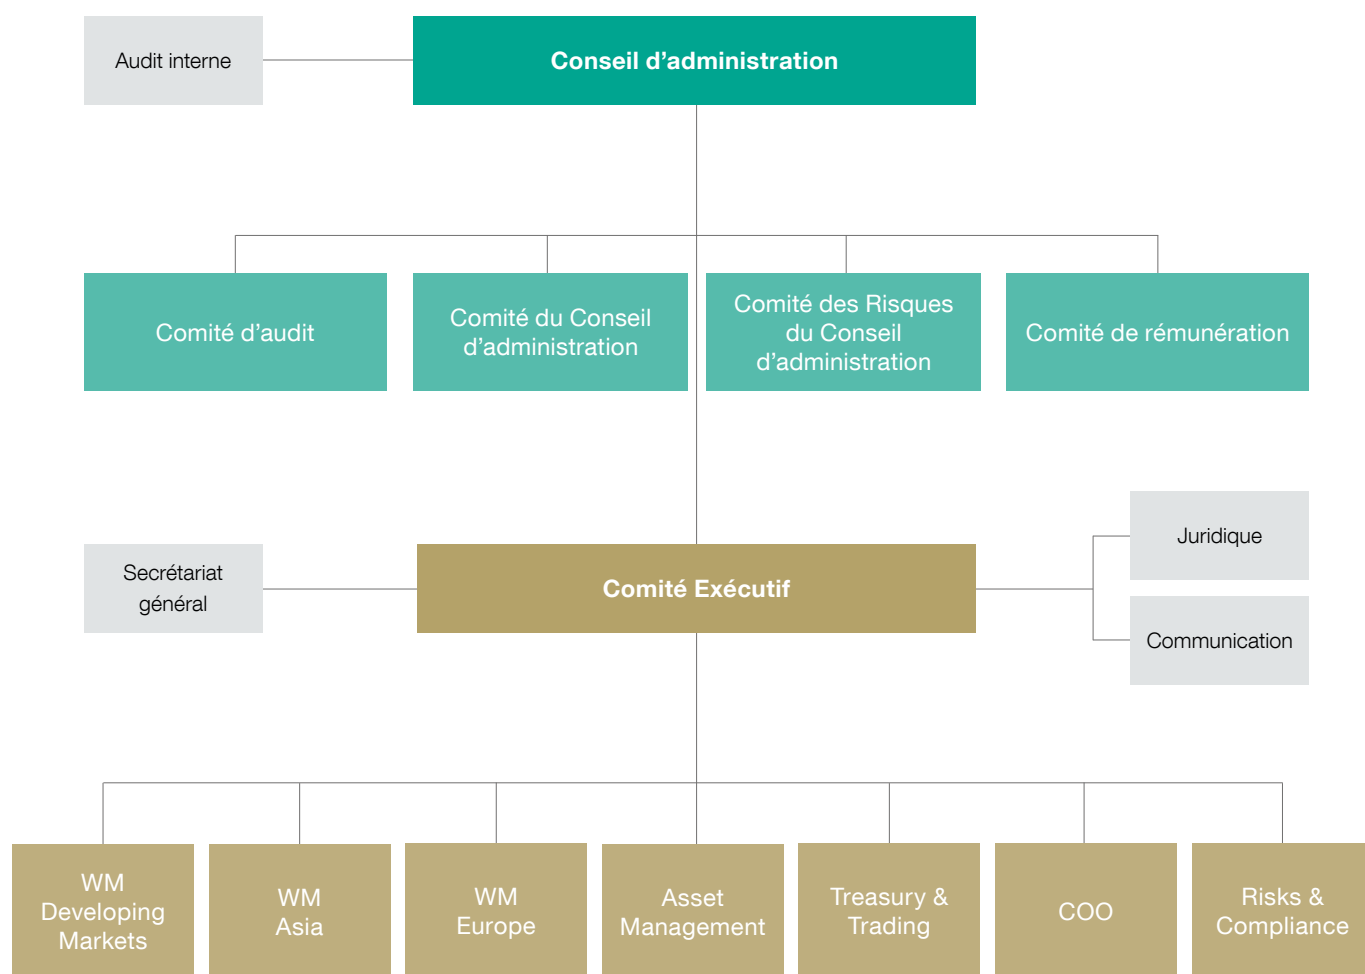 Audit interne
Conseil d’administration
Comité d’audit
Comité du Conseil
d’administration
Comité des Risques
du Conseil
d’administration
Comité de rémunération
Juridique
Secrétariat
général
Comité Exécutif
Communication
WM
Developing
Markets
WM
Asia
WM
Europe
Asset
Management
Treasury &
Trading
COO
Risks &
Compliance